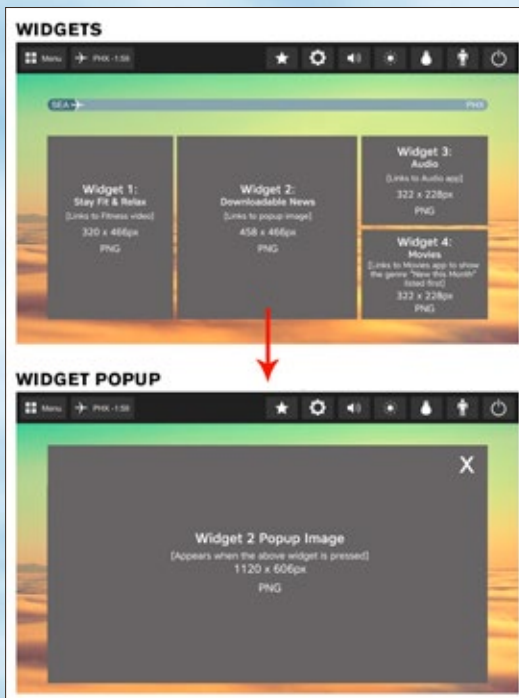 WIDGETS
Menu PHX -1:59
SEA PHX
Widget 1:
Stay Fit & Relax
[Links to Fitness video]
320 x 466px
PNG
Widget 2:
Downloadable News
[Links to popup image]
458 x 466px
PNG
Widget 3:
Audio
[Links to Audio app]
322 x 228px
PNG
Widget 4:
Movies
[Links to Movies app to show
the genre "New this Month"
listed first]
322 x 228px
PNG
WIDGET POPUP
Menu PHX -1:59
X
Widget 2 Popup Image
[Appears when the above widget is pressed]
1120 x 606px
PNG